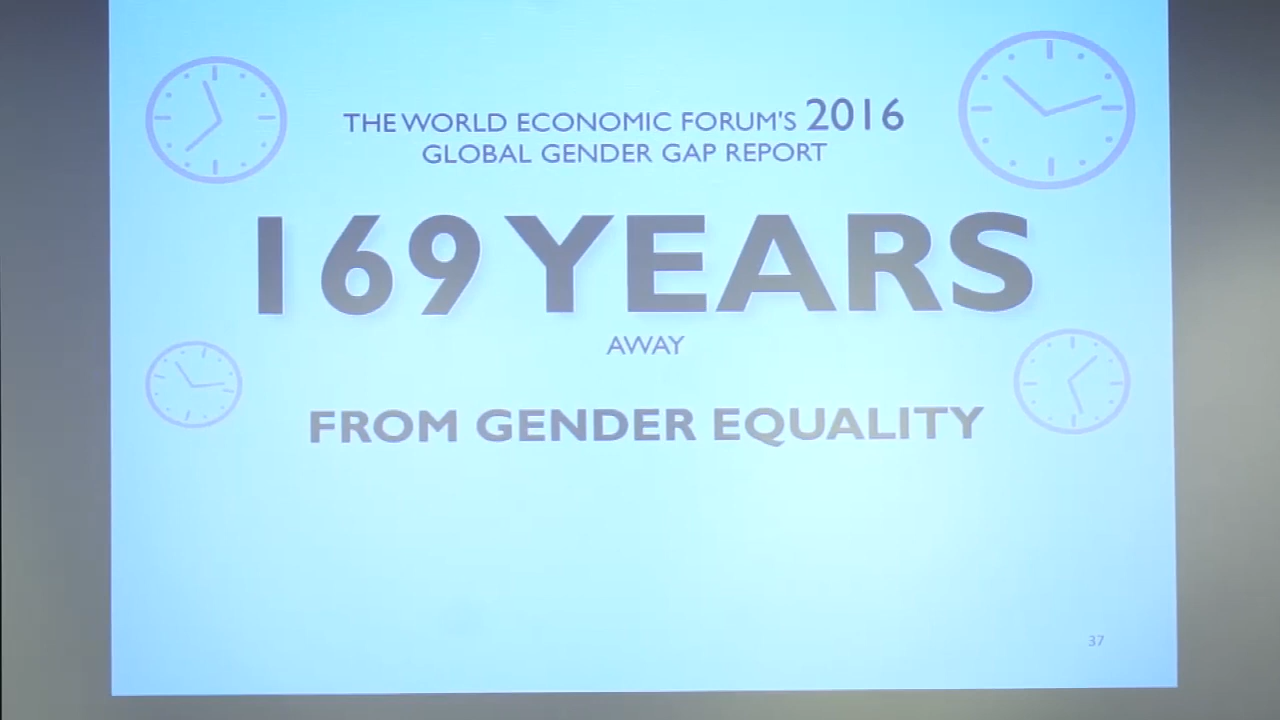 THE WORLD ECONOMIC FORUM'S 2016
GLOBAL GENDER GAP REPORT
169 YEARS
AWAY
FROM GENDER EQUALITY
37